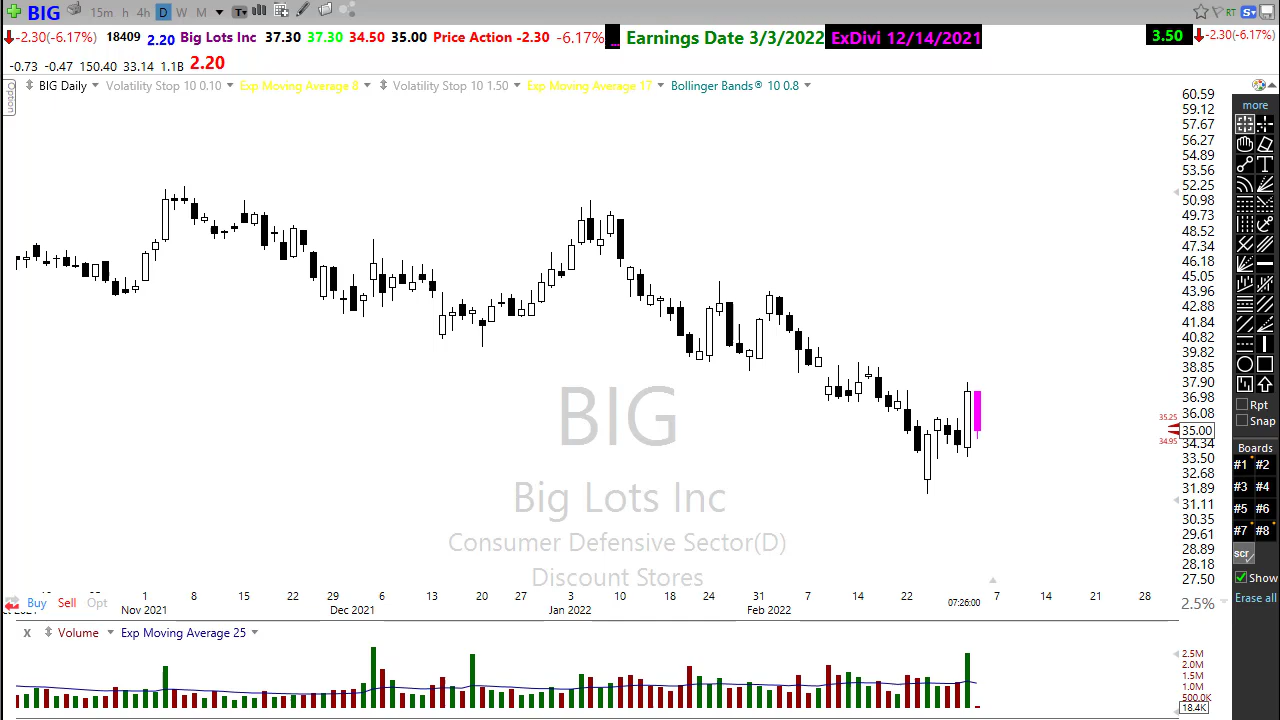 BIG 15m h 4h D W M T RT S
-2.30(-6.17%) 18409 2.20 Big Lots Inc 37.30 37.30 34.50 35.00 Price Action -2.30 -6.17% Earnings Date 3/3/2022 ExDivi 12/14/2021 3.50 -2.30(-6.17%)
-0.73 -0.47 150.40 33.14 1.1B 2.20
Option
BIG Daily Volatility Stop 10 0.10 Exp Moving Average 8 Volatility Stop 10 1.50 Exp Moving Average 17 Bollinger Bands® 10 0.8
60.59
59.12
57.67
56.27
54.89
53.56
52.25
50.98
49.73
48.52
47.34
46.18
45.05
43.96
42.88
41.84
40.82
39.82
38.85
37.90
36.98
36.08
35.25
35.00
34.95
34.34
33.50
32.68
31.89
31.11
30.35
29.61
28.89
28.18
27.50
more
Rpt
Snap
Boards
#1 #2
#3 #4
#5 #6
#7 #8
scr
Show
Erase all
BIG
Big Lots Inc
Consumer Defensive Sector(D)
Discount Stores
Buy Sell Opt
1 8 15 22 29 6 13 20 27 3 10 18 24 31 7 14 22 07:26:00 7 14 21 28
Nov 2021 Dec 2021 Jan 2022 Feb 2022
2.5%
X Volume Exp Moving Average 25
2.5M
2.0M
1.5M
1.0M
500.0K
18.4K